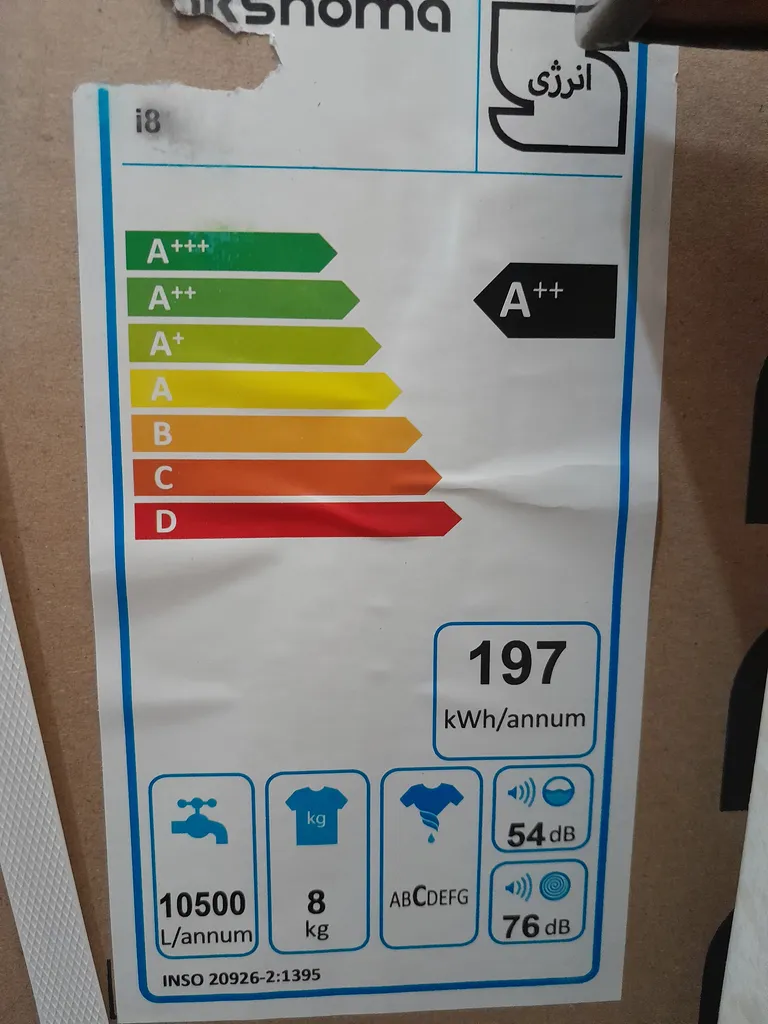 انرژی
i8
A+++
A++
A++
A+
A
B
C
D
197
kWh/annum
kg
54 dB
10500
L/annum
8
kg
ABCDEFG
76 dB
INSO 20926-2:1395